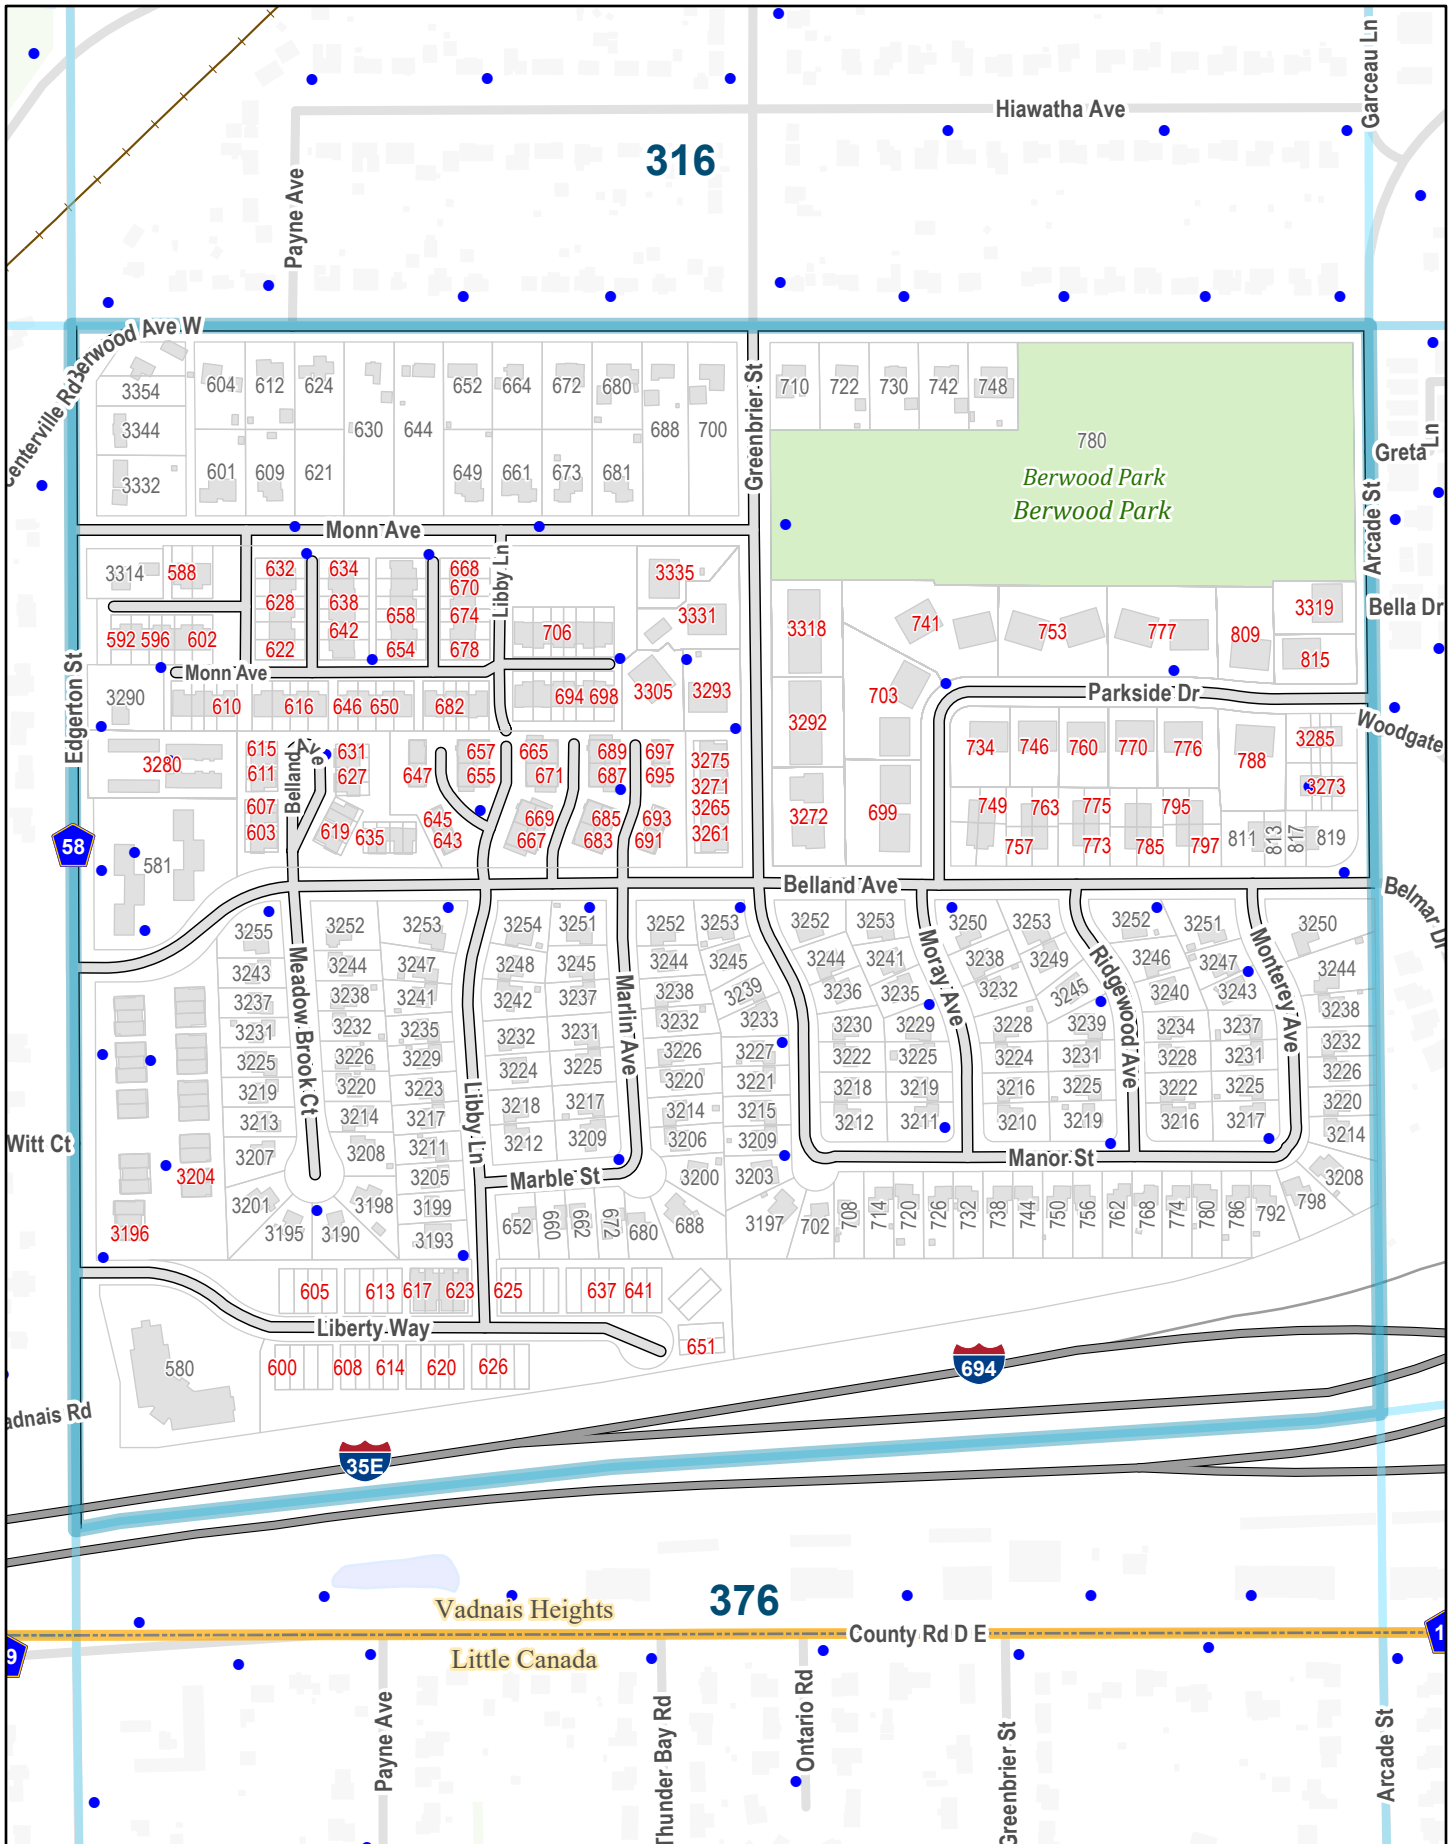 Garceau Ln
Hiawatha Ave
316
Payne Ave
Berwood Ave W
Centerville Rd
3354
604 612 624 652 664 672 680
710 722 730 742 748
3344
630 644 688 700
780
3332
601 609 621 649 661 673 681
Greenbrier St
Berwood Park
Berwood Park
Greta Ln
Arcade St
Monn Ave
Libby Ln
3314 588
632 634 668
670
628 638 658 674
642
592 596 602
622 654 678
706
3335
3331
3318
741 753 777 809
3319
815
Bella Dr
Edgerton St
Monn Ave
3290
610 616 646 650 682
694 698 3305 3293
703
3292
Parkside Dr
Woodgate
3280
615
611
607
603
Belland Ave
631
627
619
635
647
657
655
645
643
665
671
669
667
689
687
685
683
697
695
693
691
3275
3271
3265
3261
3272
699
734 746 760 770 776 788
3285
3273
749 763 775 795
757 773 785 797
811 813 817 819
58
581
Belland Ave
Belmar Dr
3255
3243
3237
3231
3225
3219
3213
3207
3201
3195
Meadow Brook Ct
3252
3244
3238
3232
3226
3220
3214
3208
3198
3190
3253
3247
3241
3235
3229
3223
3217
3211
3205
3199
3193
Libby Ln
3254
3248
3242
3232
3224
3218
3212
3251
3245
3237
3231
3225
3217
3209
Marlin Ave
3252
3244
3238
3232
3226
3220
3214
3206
3200
3253
3245
3239
3233
3227
3221
3215
3209
3203
3197
3252
3244
3236
3230
3222
3218
3212
3253
3241
3235
3229
3225
3219
3211
Moray Ave
3250
3238
3232
3228
3224
3216
3210
3253
3249
3245
3239
3231
3225
3219
Ridgewood Ave
3252
3246
3240
3234
3228
3222
3216
3251
3247
3243
3237
3231
3225
3217
Monterey Ave
3250
3244
3238
3232
3226
3220
3214
3208
Witt Ct
3204
3196
Marble St
Manor St
652 660 662 672 680 688
702 708 714 720 726 732 738 744 750 756 762 768 774 780 786 792 798
605 613 617 623 625 637 641
651
Liberty Way
580
600 608 614 620 626
694
adnais Rd
35E
376
Vadnais Heights
County Rd D E
Little Canada
9
1
Payne Ave
Thunder Bay Rd
Ontario Rd
Greenbrier St
Arcade St